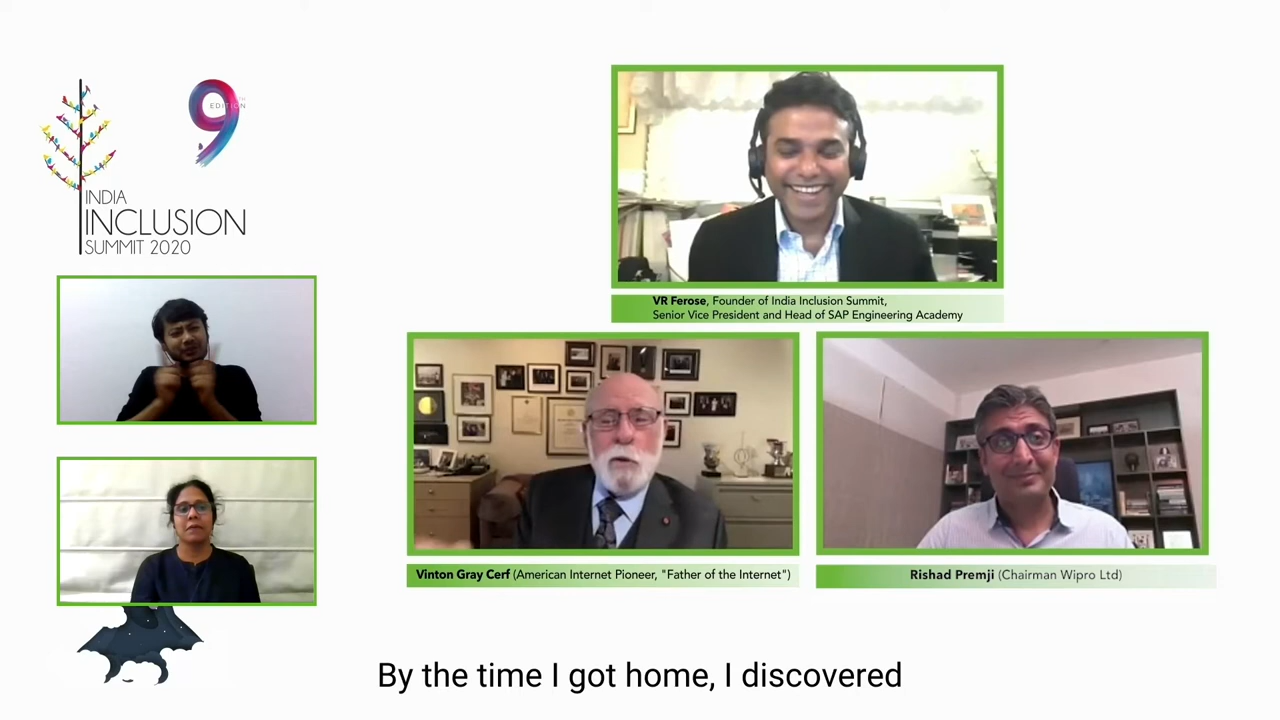 9
EDITION
INDIA
INCLUSION
SUMMIT 2020
VR Ferose, Founder of India Inclusion Summit,
Senior Vice President and Head of SAP Engineering Academy
Vinton Gray Cerf (American Internet Pioneer, "Father of the Internet")
Rishad Premji (Chairman Wipro Ltd)
By the time I got home, I discovered